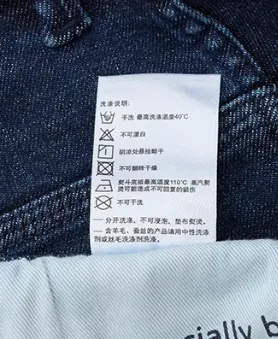 洗涤说明:
手洗 最高洗涤温度40℃
不可漂白
阴凉处悬挂晾干
不可翻转干燥
熨斗底板最高温度110℃ 蒸汽熨
烫可能造成不可回复的损伤
不可干洗
— 分开洗涤, 不可浸泡, 垫布熨烫。
— 含羊毛、蚕丝的产品请用中性洗涤
剂或丝毛洗涤剂洗涤。
cially b